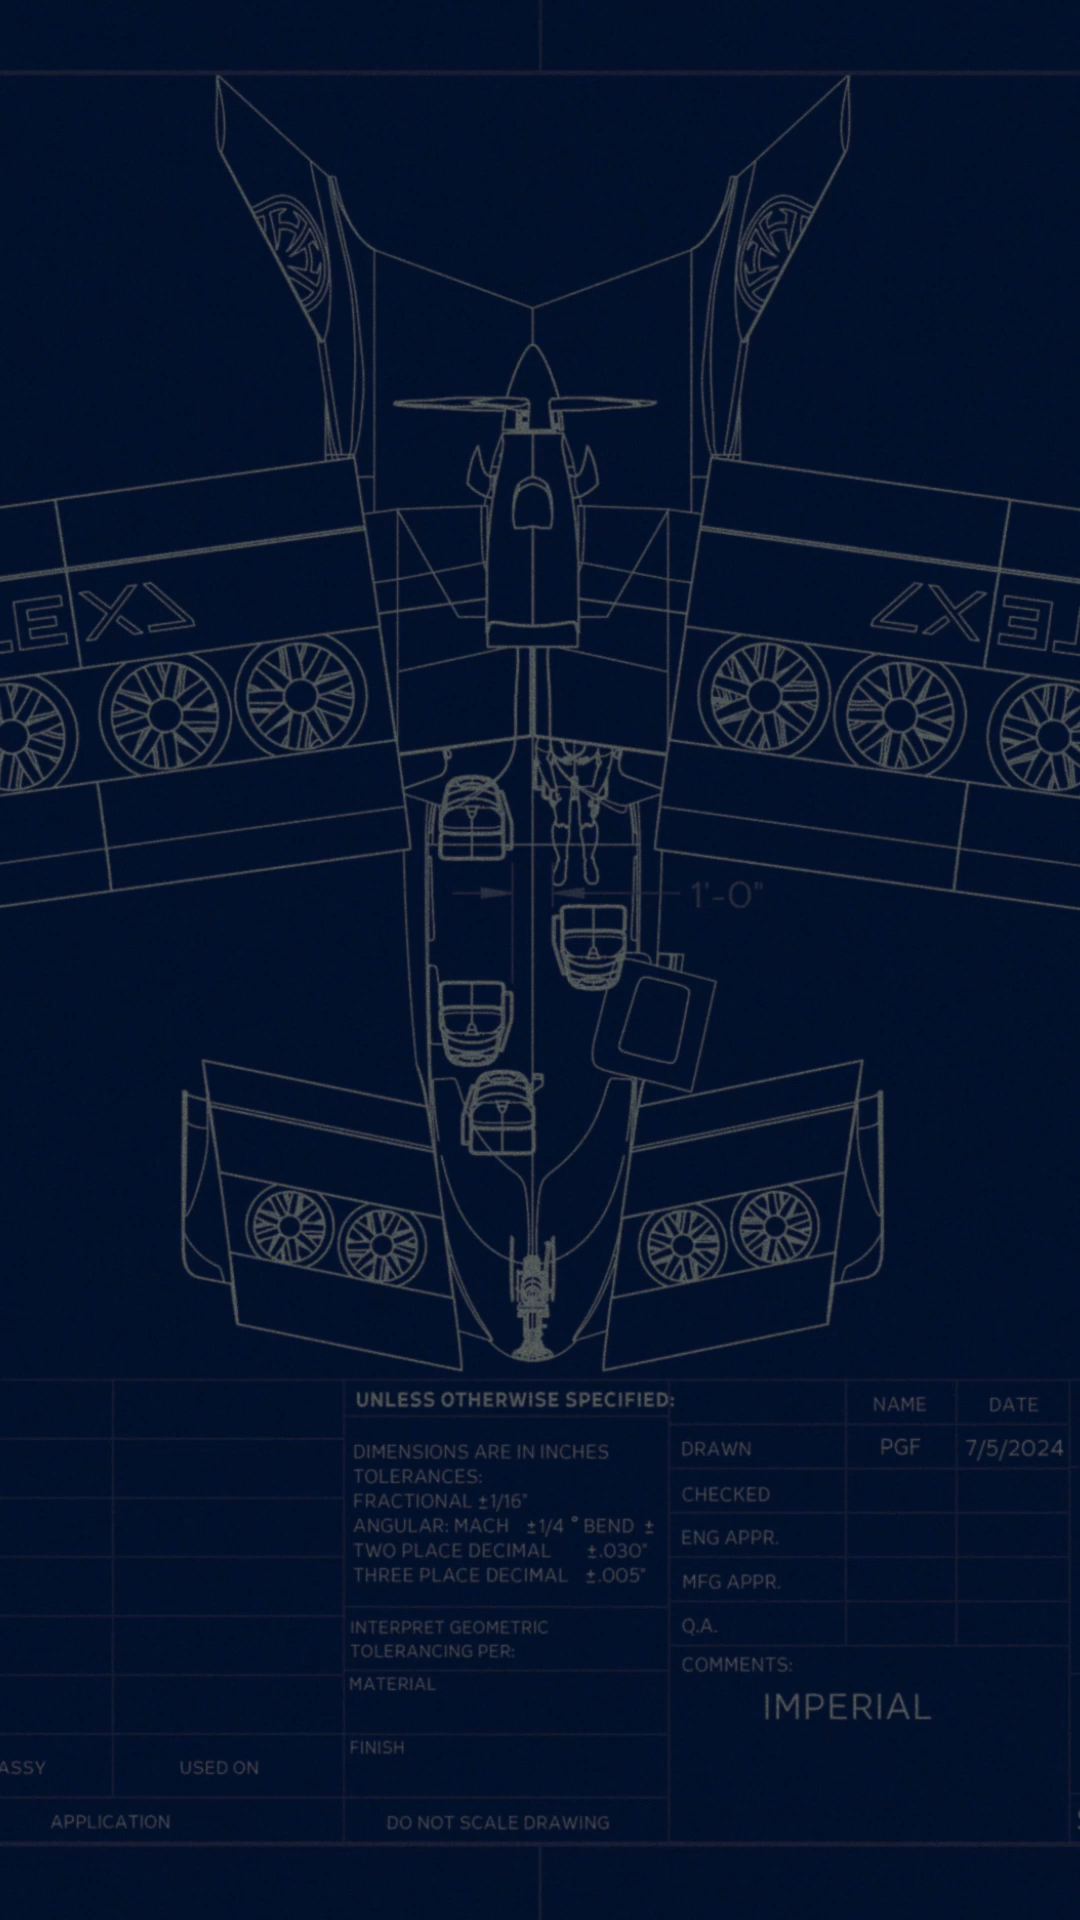 LEX7
7XEL
1'-0"
UNLESS OTHERWISE SPECIFIED:
DIMENSIONS ARE IN INCHES
TOLERANCES:
FRACTIONAL ±1/16"
ANGULAR: MACH ±1/4 ° BEND ±
TWO PLACE DECIMAL ±.030"
THREE PLACE DECIMAL ±.005"
INTERPRET GEOMETRIC
TOLERANCING PER:
MATERIAL
FINISH
DO NOT SCALE DRAWING
NAME DATE
DRAWN PGF 7/5/2024
CHECKED
ENG APPR.
MFG APPR.
Q.A.
COMMENTS:
IMPERIAL
ASSY USED ON
APPLICATION